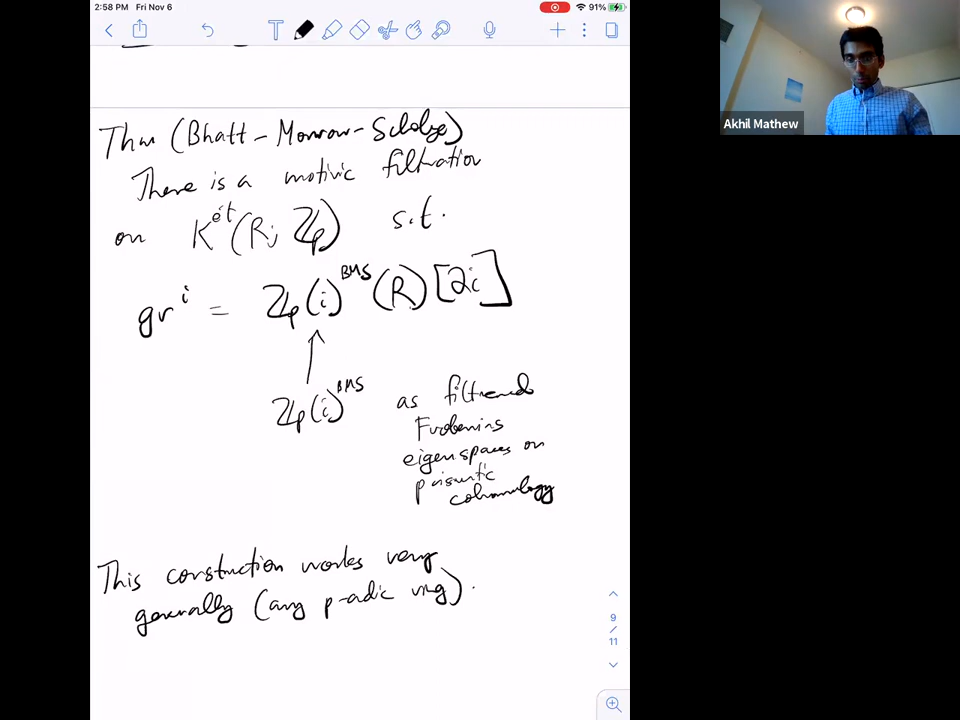 2:58 PM Fri Nov 6
91%
Akhil Mathew
Thm (Bhatt-Morrow-Scholze)
There is a motivic filtration
on K^ét(R; ℤ_p) s.t.
gr^i = ℤ_p(i)^BMS (R) [2i]
ℤ_p(i)^BMS as filtered
Frobenius
eigenspaces on
prismatic
cohomology
This construction works very
generally (any p-adic ring).
9
/
11